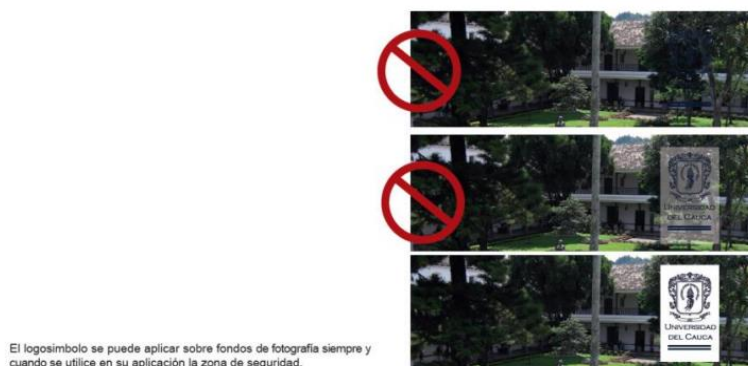 UNIVERSIDAD
DEL CAUCA
UNIVERSIDAD
DEL CAUCA
El logosimbolo se puede aplicar sobre fondos de fotografía siempre y
cuando se utilice en su aplicación la zona de seguridad.